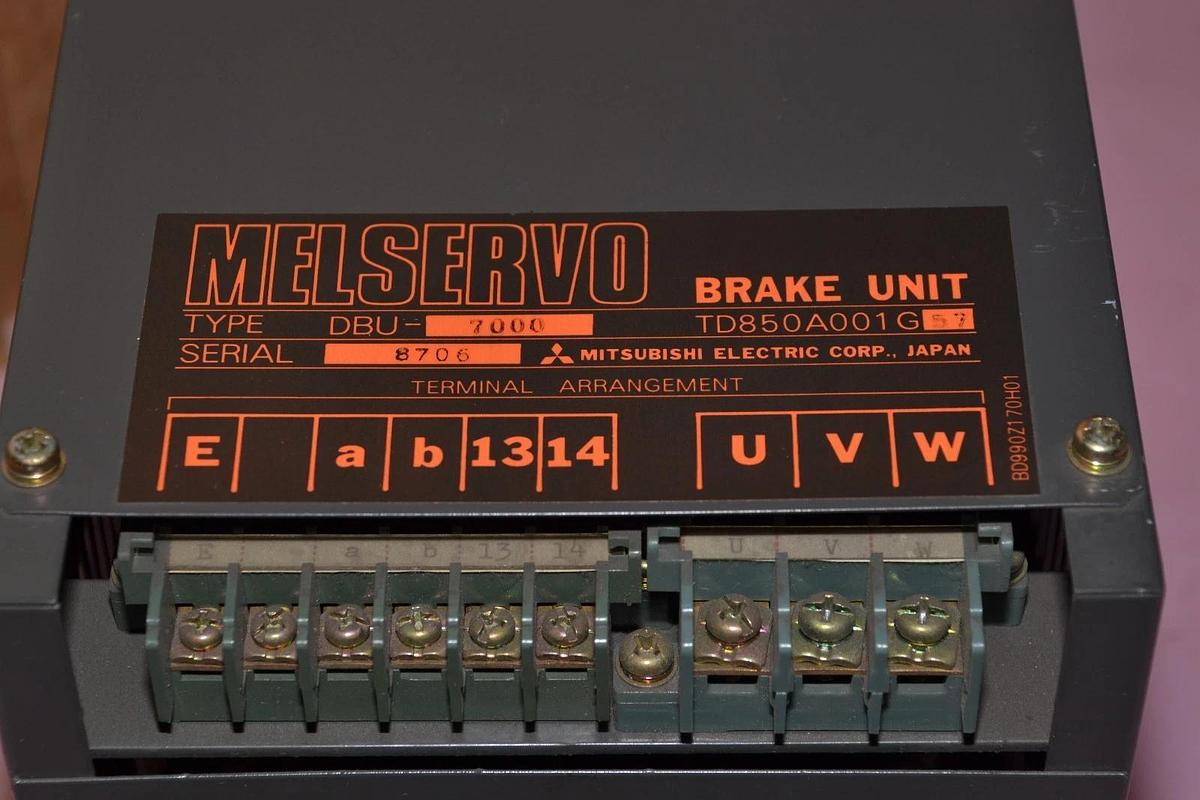 MELSERVO
BRAKE UNIT
TYPE DBU-7000 TD850A001G57
SERIAL 8706 MITSUBISHI ELECTRIC CORP., JAPAN
TERMINAL ARRANGEMENT
E a b 13 14 U V W
BD990Z170H01
E a b 13 14 U V W